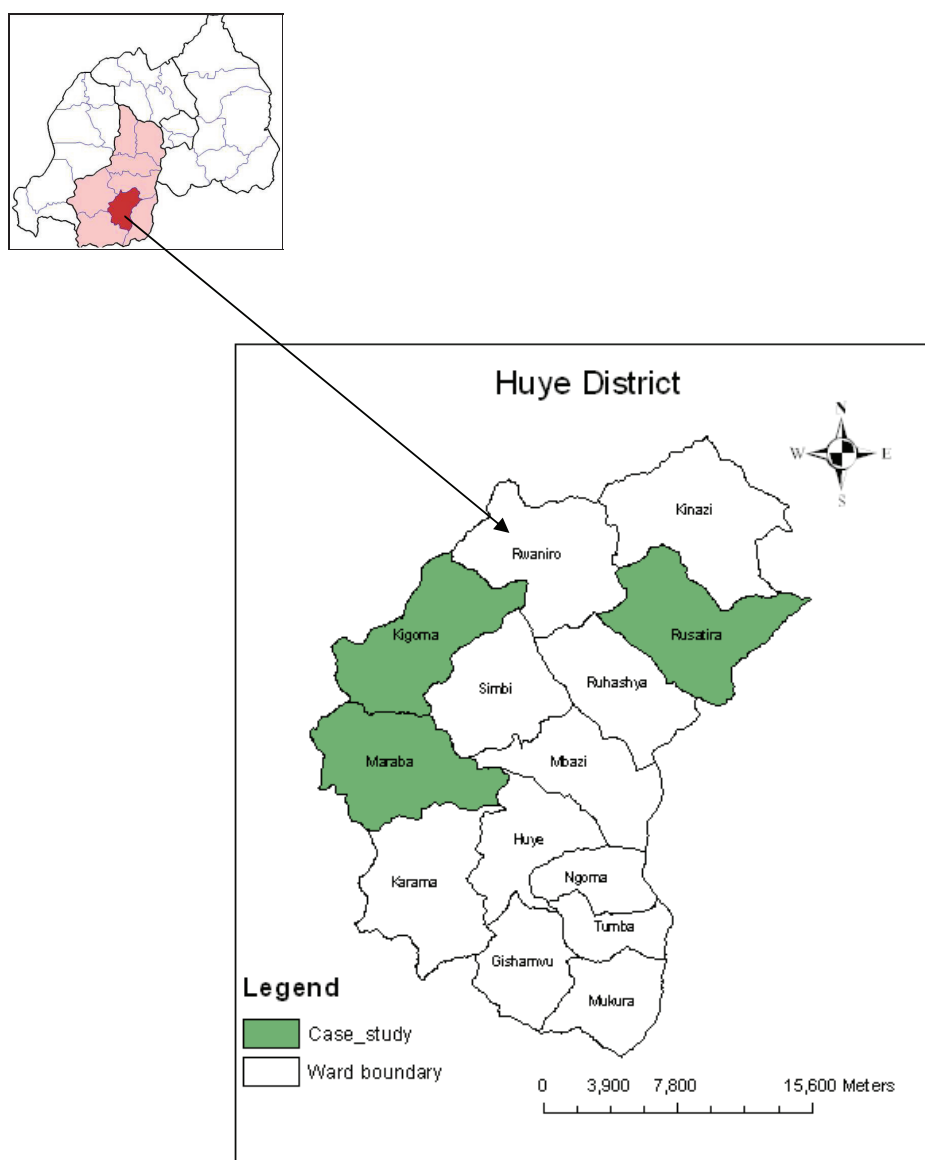 Huye District
N
W E
S
Kinazi
Rwaniro
Kigoma
Rusatira
Simbi
Ruhashya
Maraba
Mbazi
Huye
Karama
Ngoma
Tumba
Gishamvu
Mukura
Legend
Case_study
Ward boundary
0 3,900 7,800 15,600 Meters